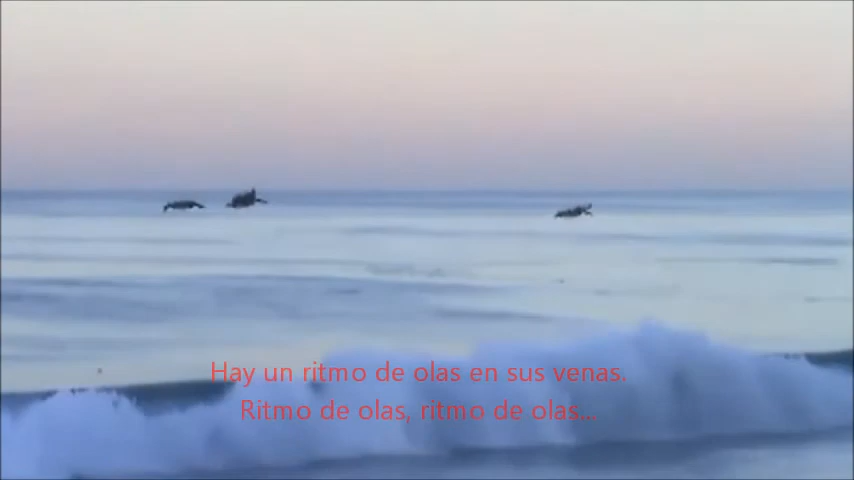 Hay un ritmo de olas en sus venas.
Ritmo de olas, ritmo de olas...